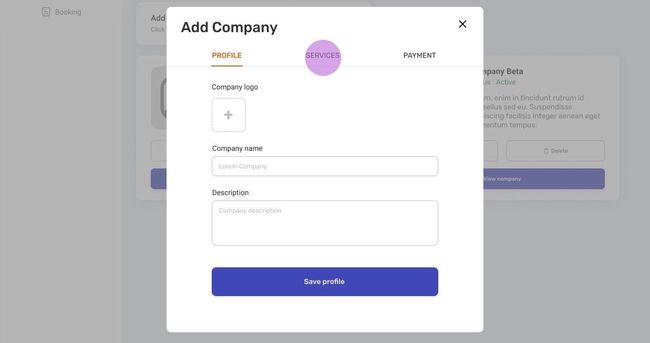 Booking
Add
Click
Add Company
PROFILE
SERVICES
PAYMENT
Company logo
+
Company name
Lorem Company
Description
Company description
Save profile
mpany Beta
us : Active
m, enim in tincidunt rutrum id
sellus sed eu. Suspendisse
piscing facilisis integer aenean eget
mentum tempus.
Delete
View company